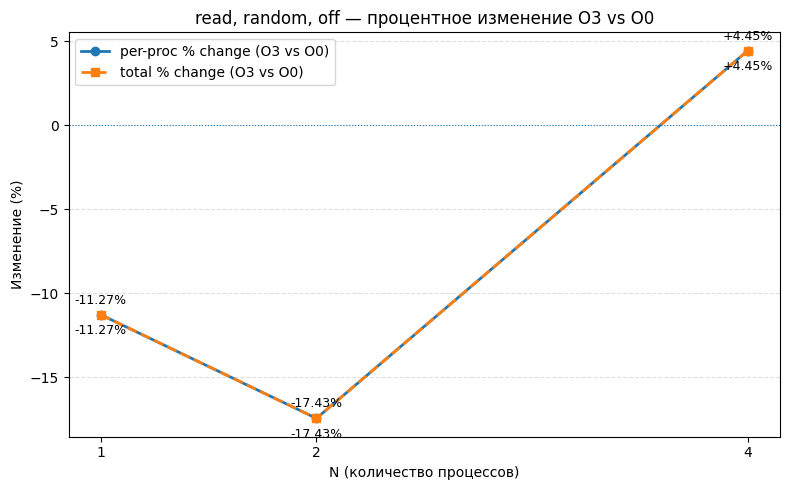 read, random, off — процентное изменение O3 vs O0
per-proc % change (O3 vs O0)
total % change (O3 vs O0)
+4.45%
+4.45%
-11.27%
-11.27%
-17.43%
-17.43%
5
0
−5
−10
−15
Изменение (%)
1
2
4
N (количество процессов)